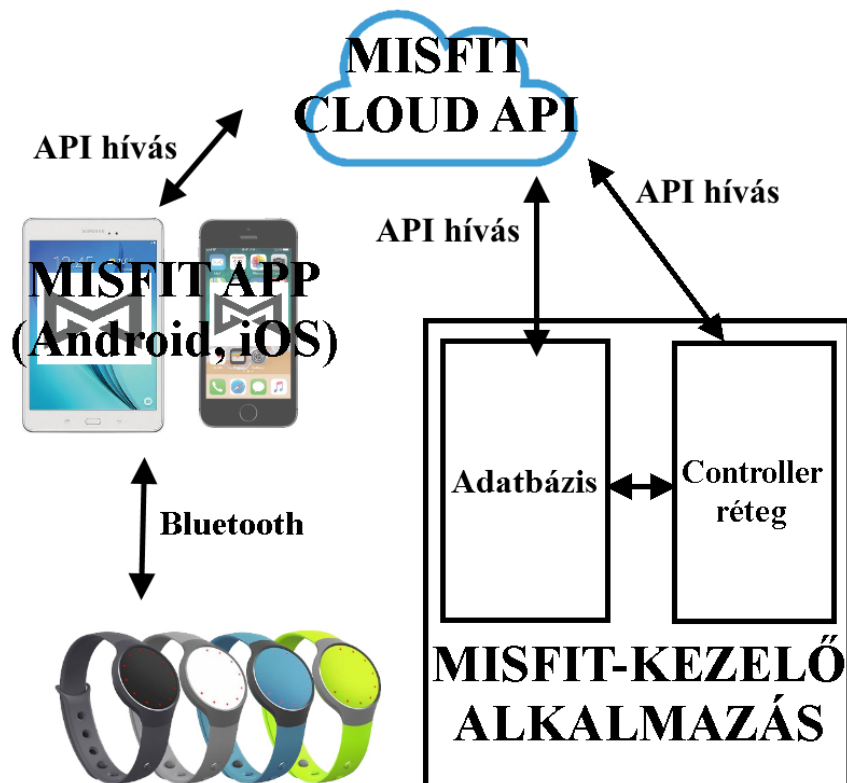 MISFIT
CLOUD API
API hívás
API hívás
API hívás
MISFIT APP
(Android, iOS)
Bluetooth
Adatbázis
Controller
réteg
MISFIT-KEZELŐ
ALKALMAZÁS